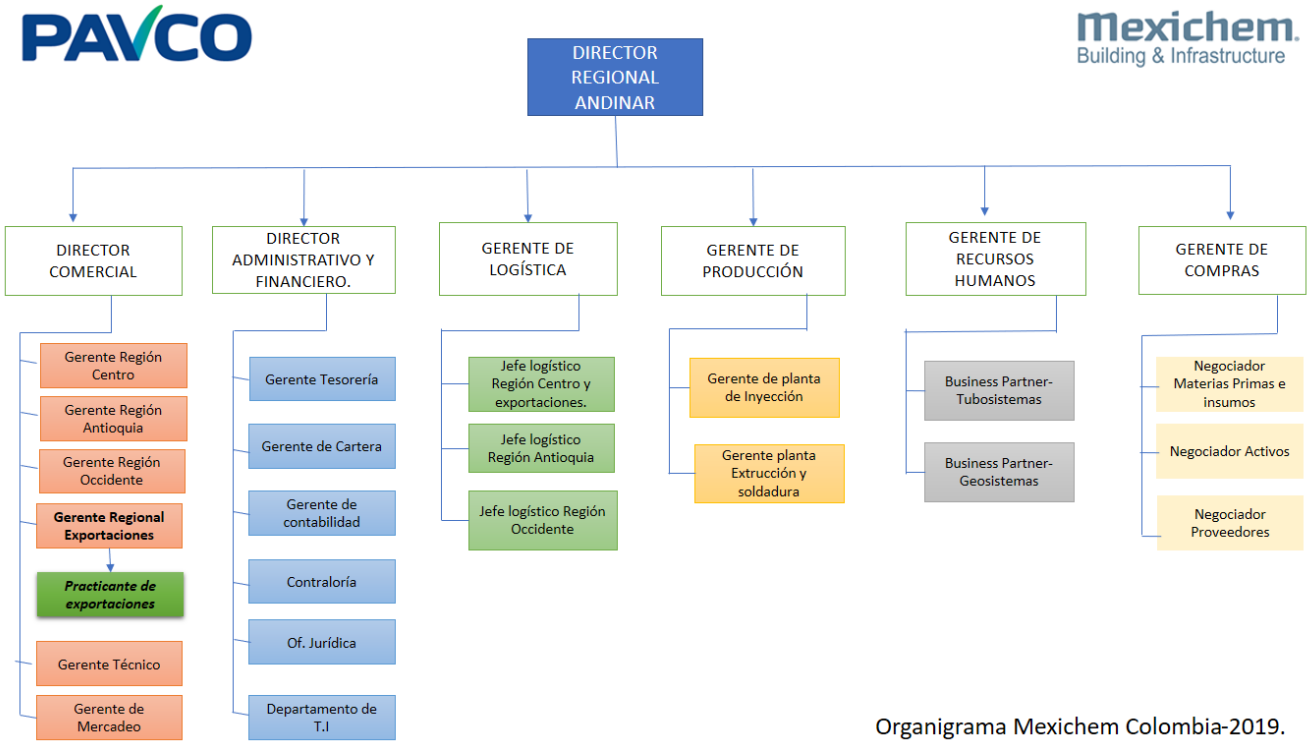 PAVCO
mexichem.
Building & Infrastructure
DIRECTOR
REGIONAL
ANDINAR
DIRECTOR
COMERCIAL
DIRECTOR
ADMINISTRATIVO Y
FINANCIERO.
GERENTE DE
LOGÍSTICA
GERENTE DE
PRODUCCIÓN
GERENTE DE
RECURSOS
HUMANOS
GERENTE DE
COMPRAS
Gerente Región
Centro
Gerente Región
Antioquia
Gerente Región
Occidente
Gerente Regional
Exportaciones
Practicante de
exportaciones
Gerente Técnico
Gerente de
Mercadeo
Gerente Tesorería
Gerente de Cartera
Gerente de
contabilidad
Contraloría
Of. Jurídica
Departamento de
T.I
Jefe logístico
Región Centro y
exportaciones.
Jefe logístico
Región Antioquia
Jefe logístico Región
Occidente
Gerente de planta
de Inyección
Gerente planta
Extrucción y
soldadura
Business Partner-
Tubosistemas
Business Partner-
Geosistemas
Negociador
Materias Primas e
insumos
Negociador Activos
Negociador
Proveedores
Organigrama Mexichem Colombia-2019.